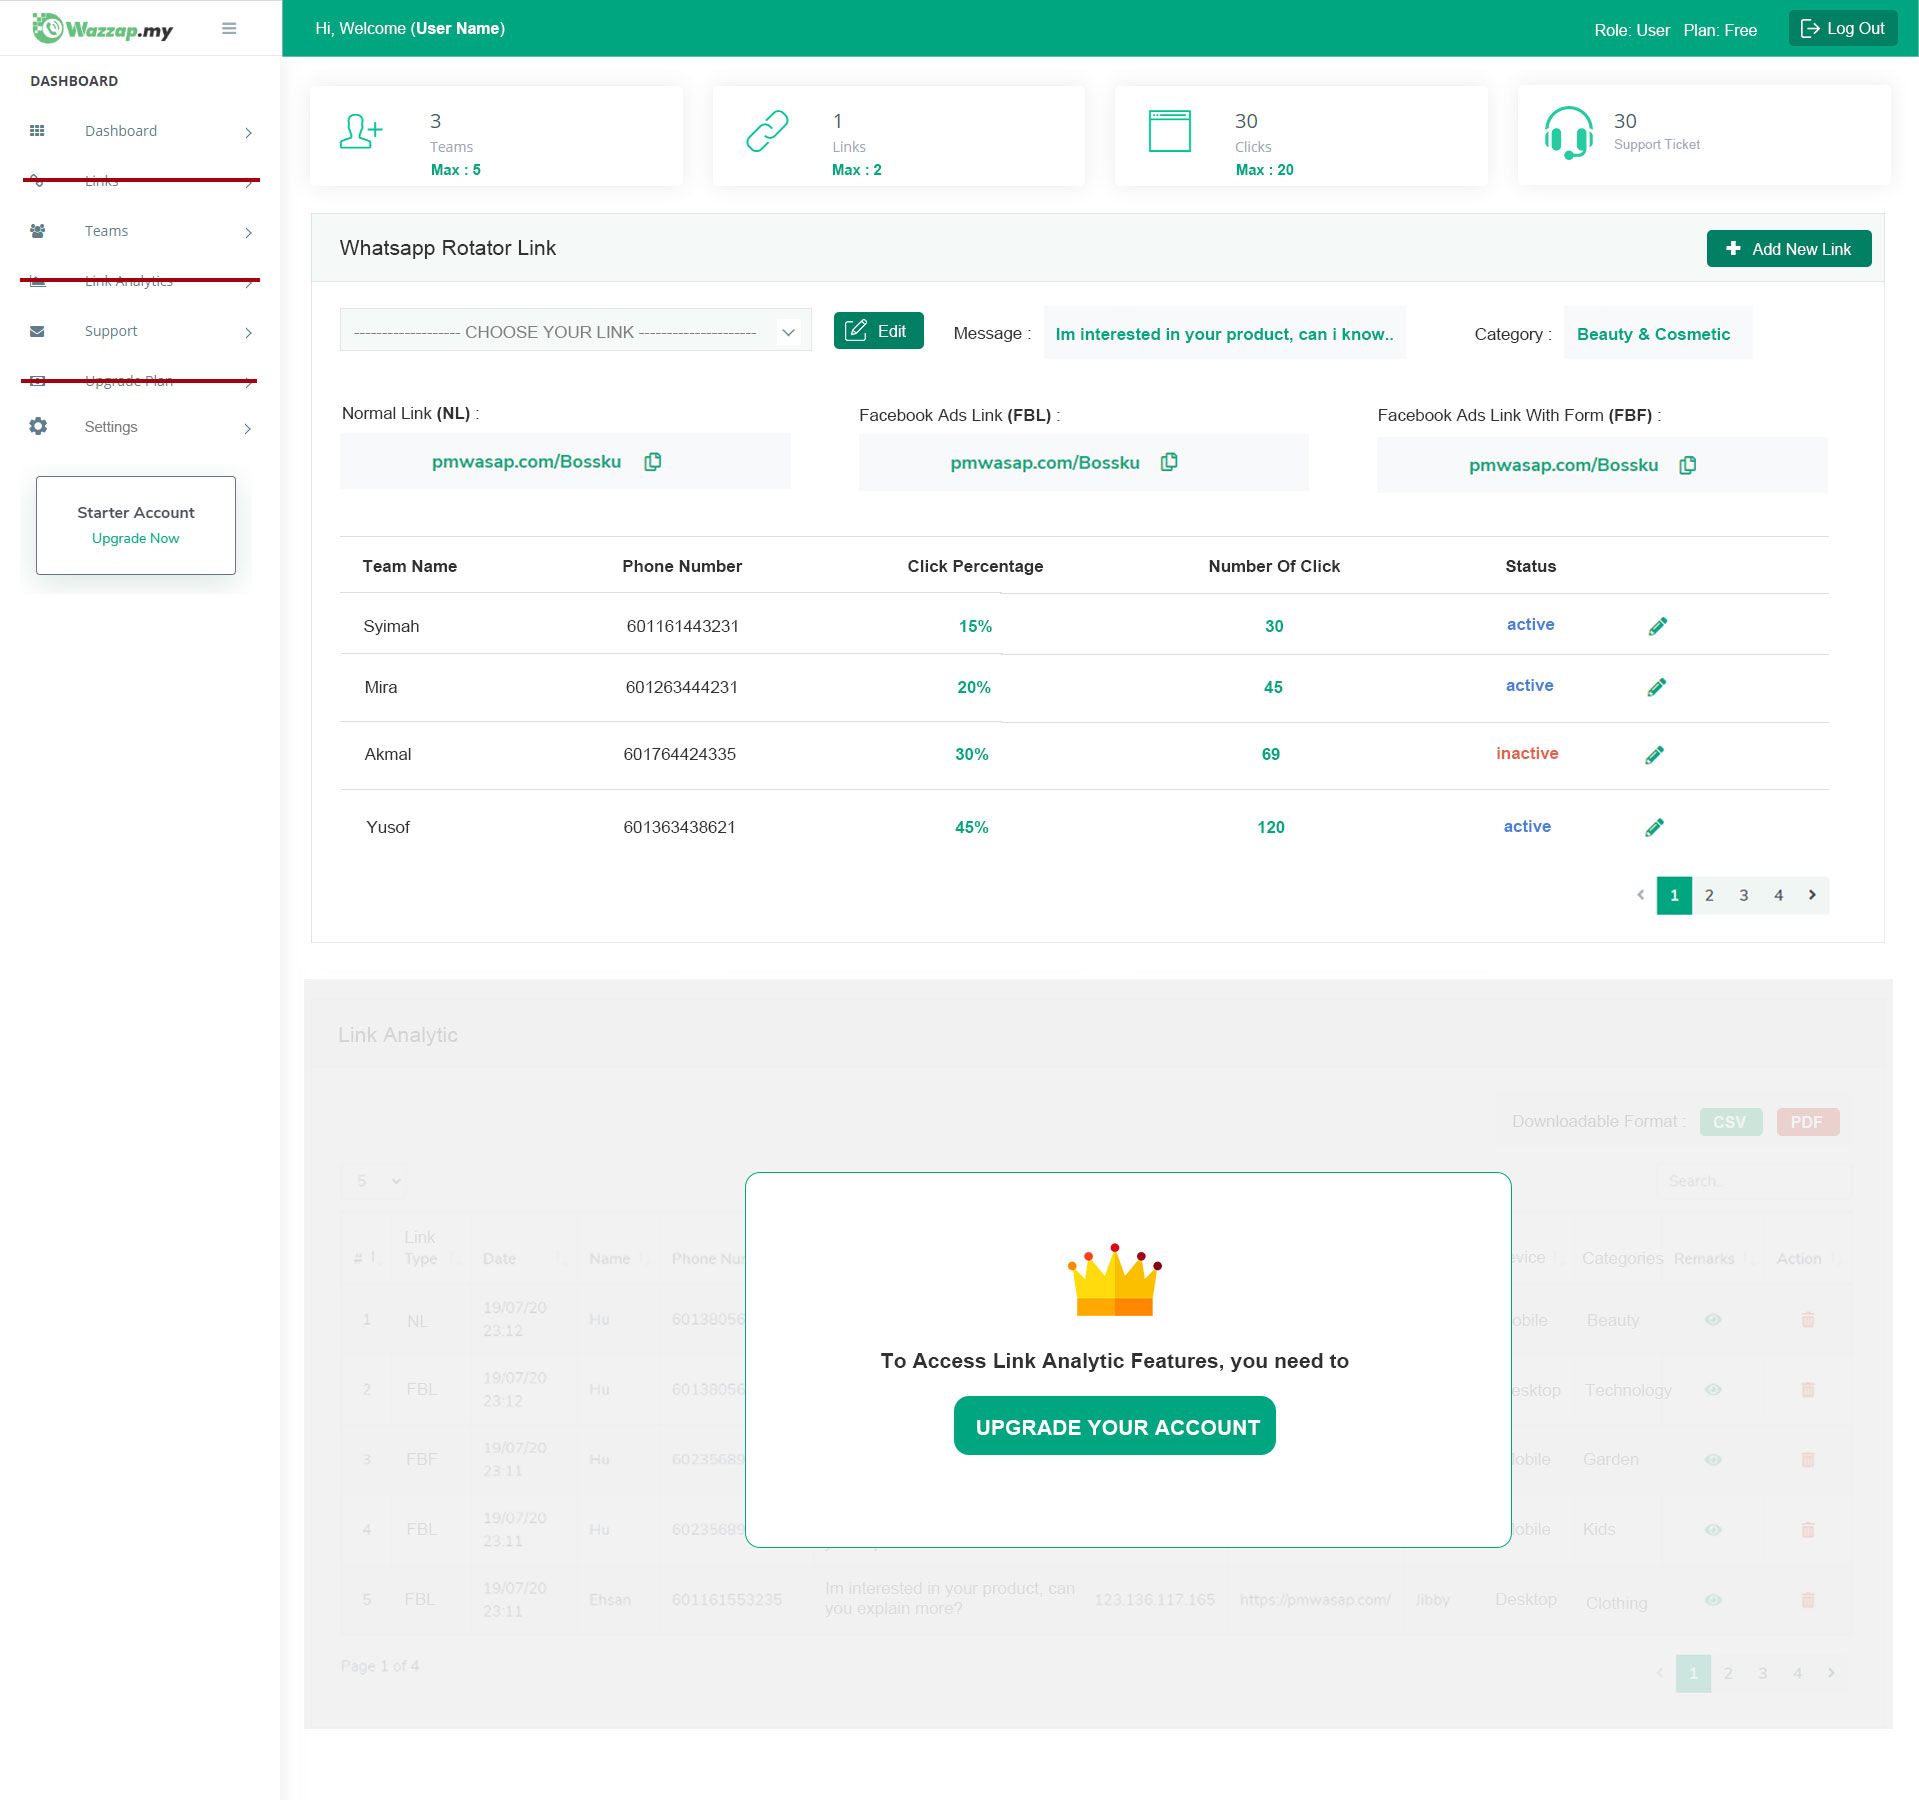 Wazzap.my
Hi, Welcome (User Name)
Role: User Plan: Free
Log Out
DASHBOARD
Dashboard
Links
Teams
Link Analytics
Support
Upgrade Plan
Settings
Starter Account
Upgrade Now
3
Teams
Max : 5
1
Links
Max : 2
30
Clicks
Max : 20
30
Support Ticket
Whatsapp Rotator Link
Add New Link
------------------- CHOOSE YOUR LINK ---------------------
Edit
Message :
Im interested in your product, can i know..
Category :
Beauty & Cosmetic
Normal Link (NL) :
pmwasap.com/Bossku
Facebook Ads Link (FBL) :
pmwasap.com/Bossku
Facebook Ads Link With Form (FBF) :
pmwasap.com/Bossku
Team Name Phone Number Click Percentage Number Of Click Status
Syimah 601161443231 15% 30 active
Mira 601263444231 20% 45 active
Akmal 601764424335 30% 69 inactive
Yusof 601363438621 45% 120 active
1 2 3 4
Link Analytic
Downloadable Format : CSV PDF
5
Search..
# Link Type Date Name Phone Categories Remarks Action
1 NL 19/07/20 23:12 Hu 60138056 Beauty
2 FBL 19/07/20 23:12 Hu 60138056 Technology
3 FBF 19/07/20 23:11 Hu 60235689 Garden
4 FBL 19/07/20 23:11 Hu 60235689 Kids
5 FBL 19/07/20 23:11 Ehsan 601161553235 Im interested in your product, can you explain more? 123.136.117.165 https://pmwasap.com/ Jibby Desktop Clothing
To Access Link Analytic Features, you need to
UPGRADE YOUR ACCOUNT
Page 1 of 4
1 2 3 4